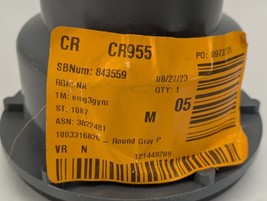 CR CR955
SBNum: 843559
08/27/23
RGA: NA QTY: 1
TM:
ST: 1087 M 05
ASN: 3822481
Round Gray P
VR N